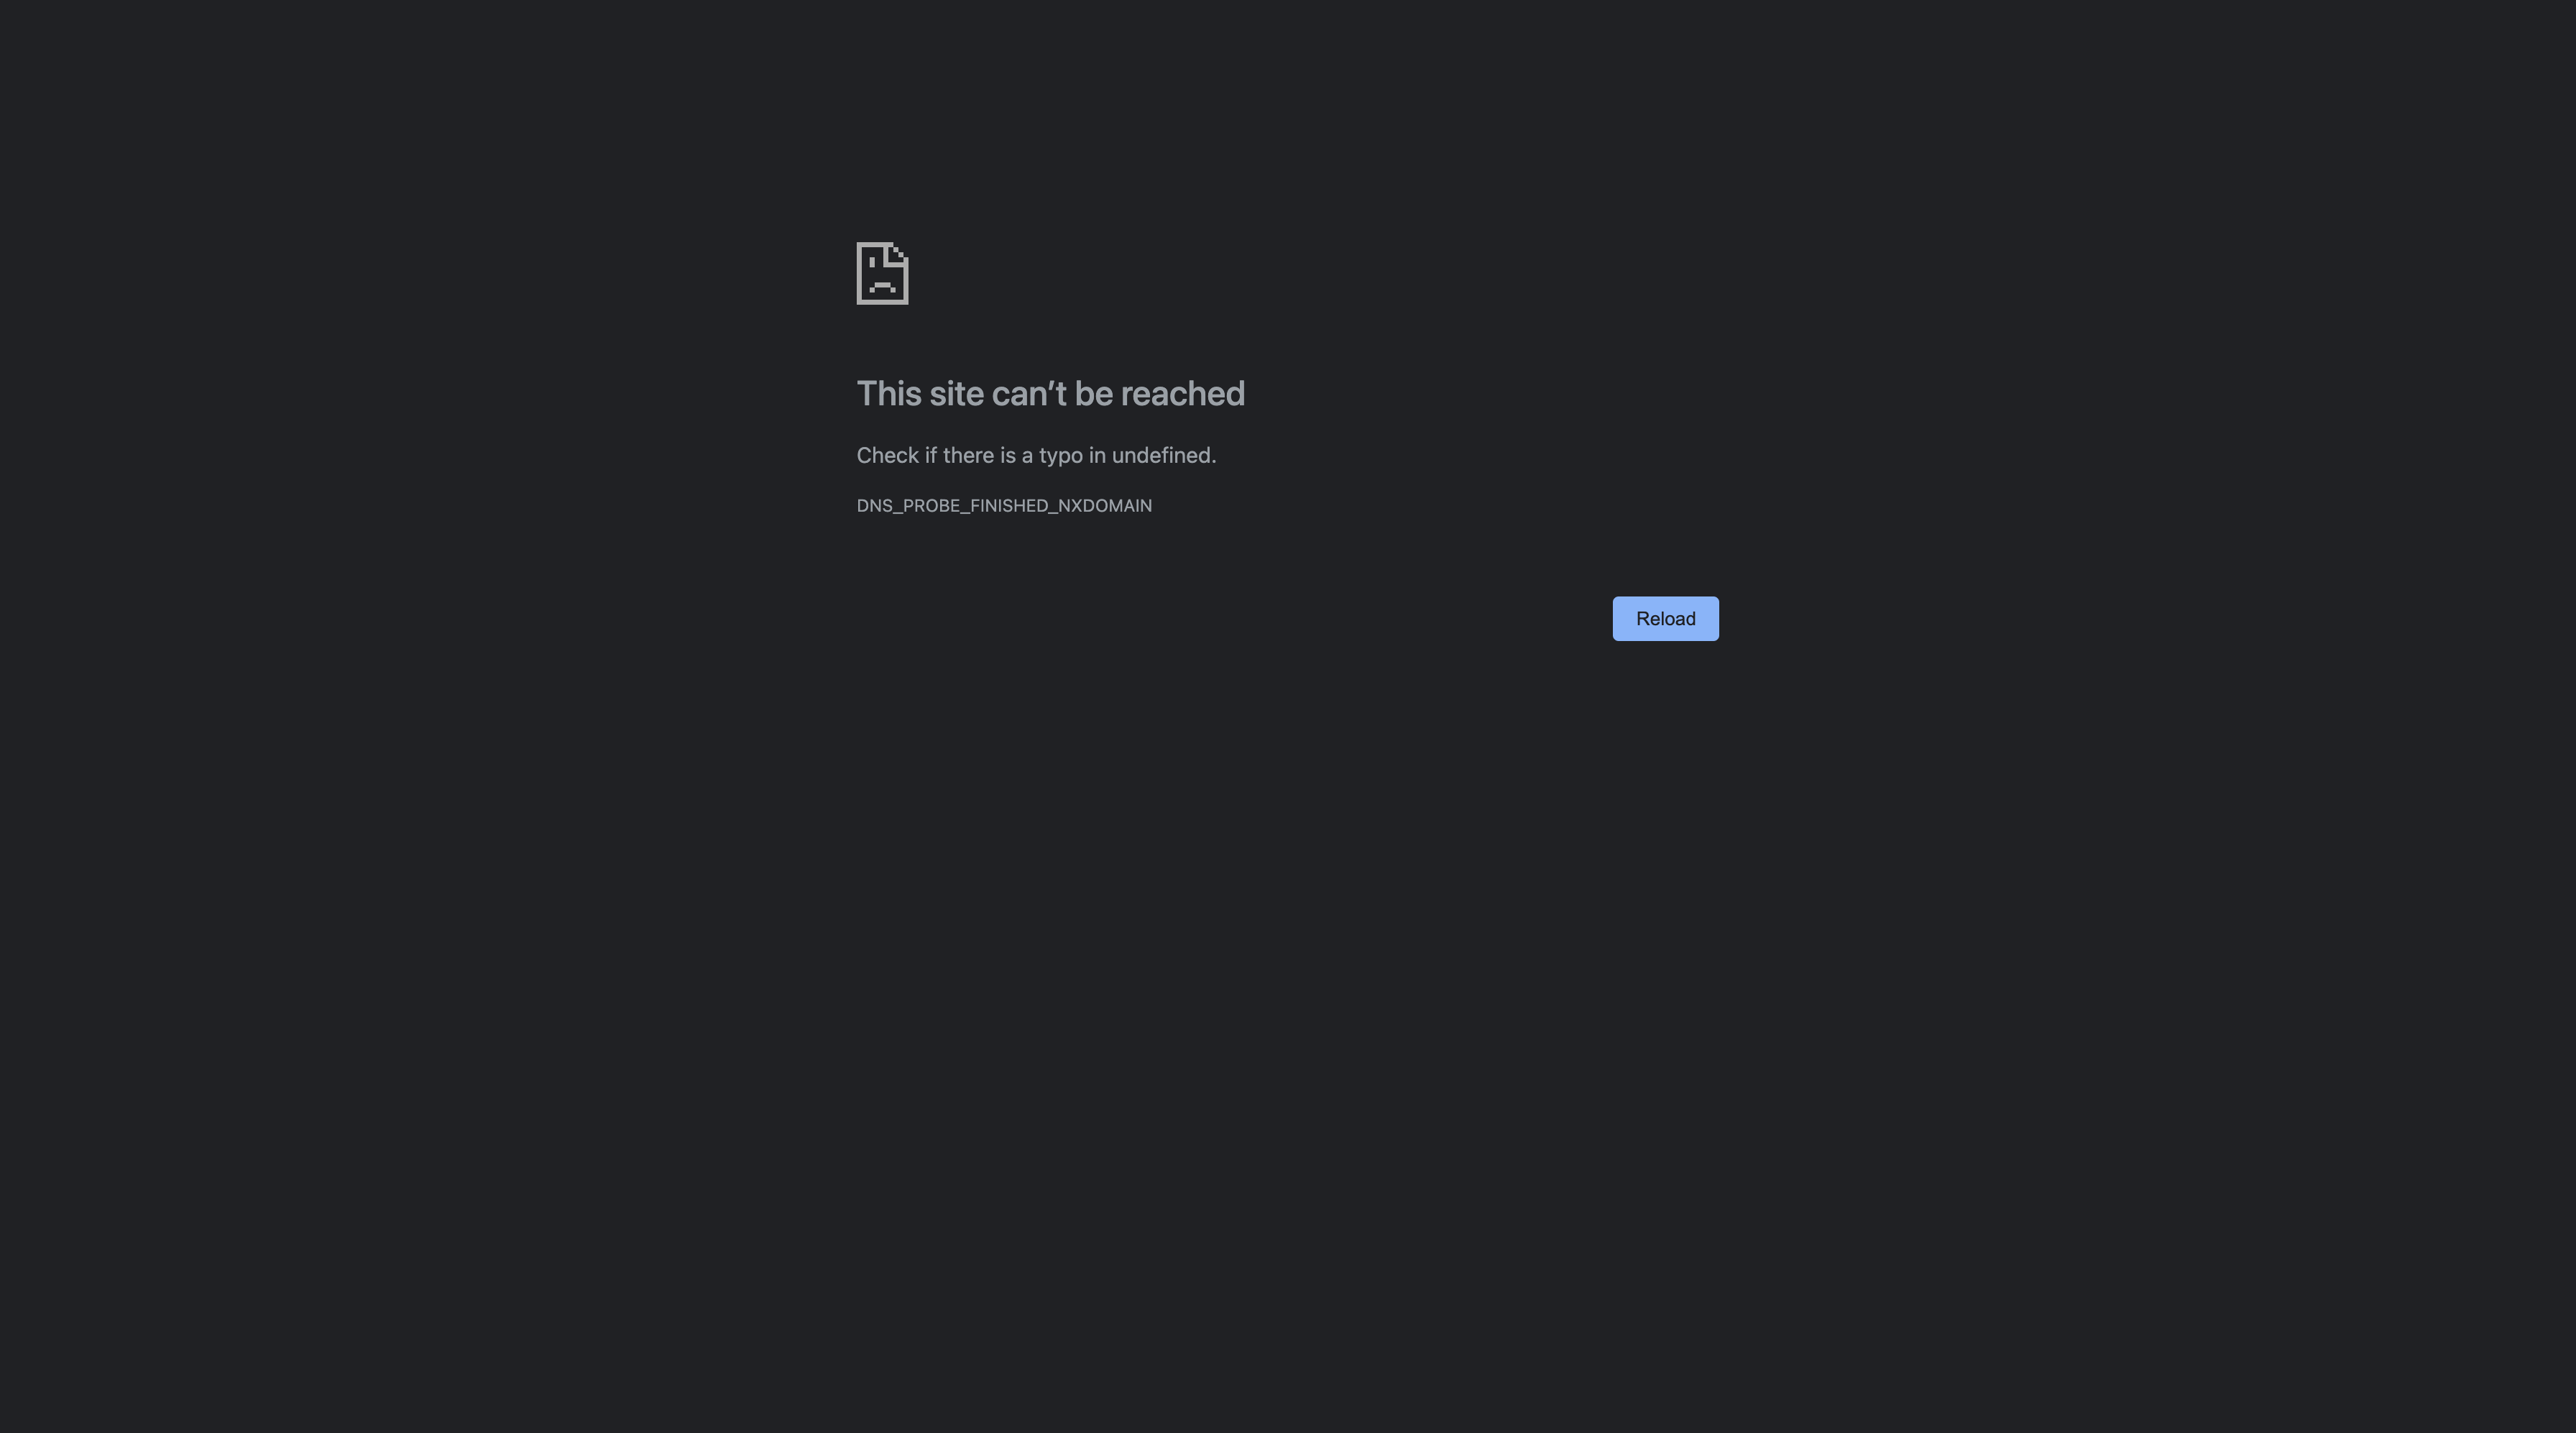 This site can’t be reached
Check if there is a typo in undefined.
DNS_PROBE_FINISHED_NXDOMAIN
Reload